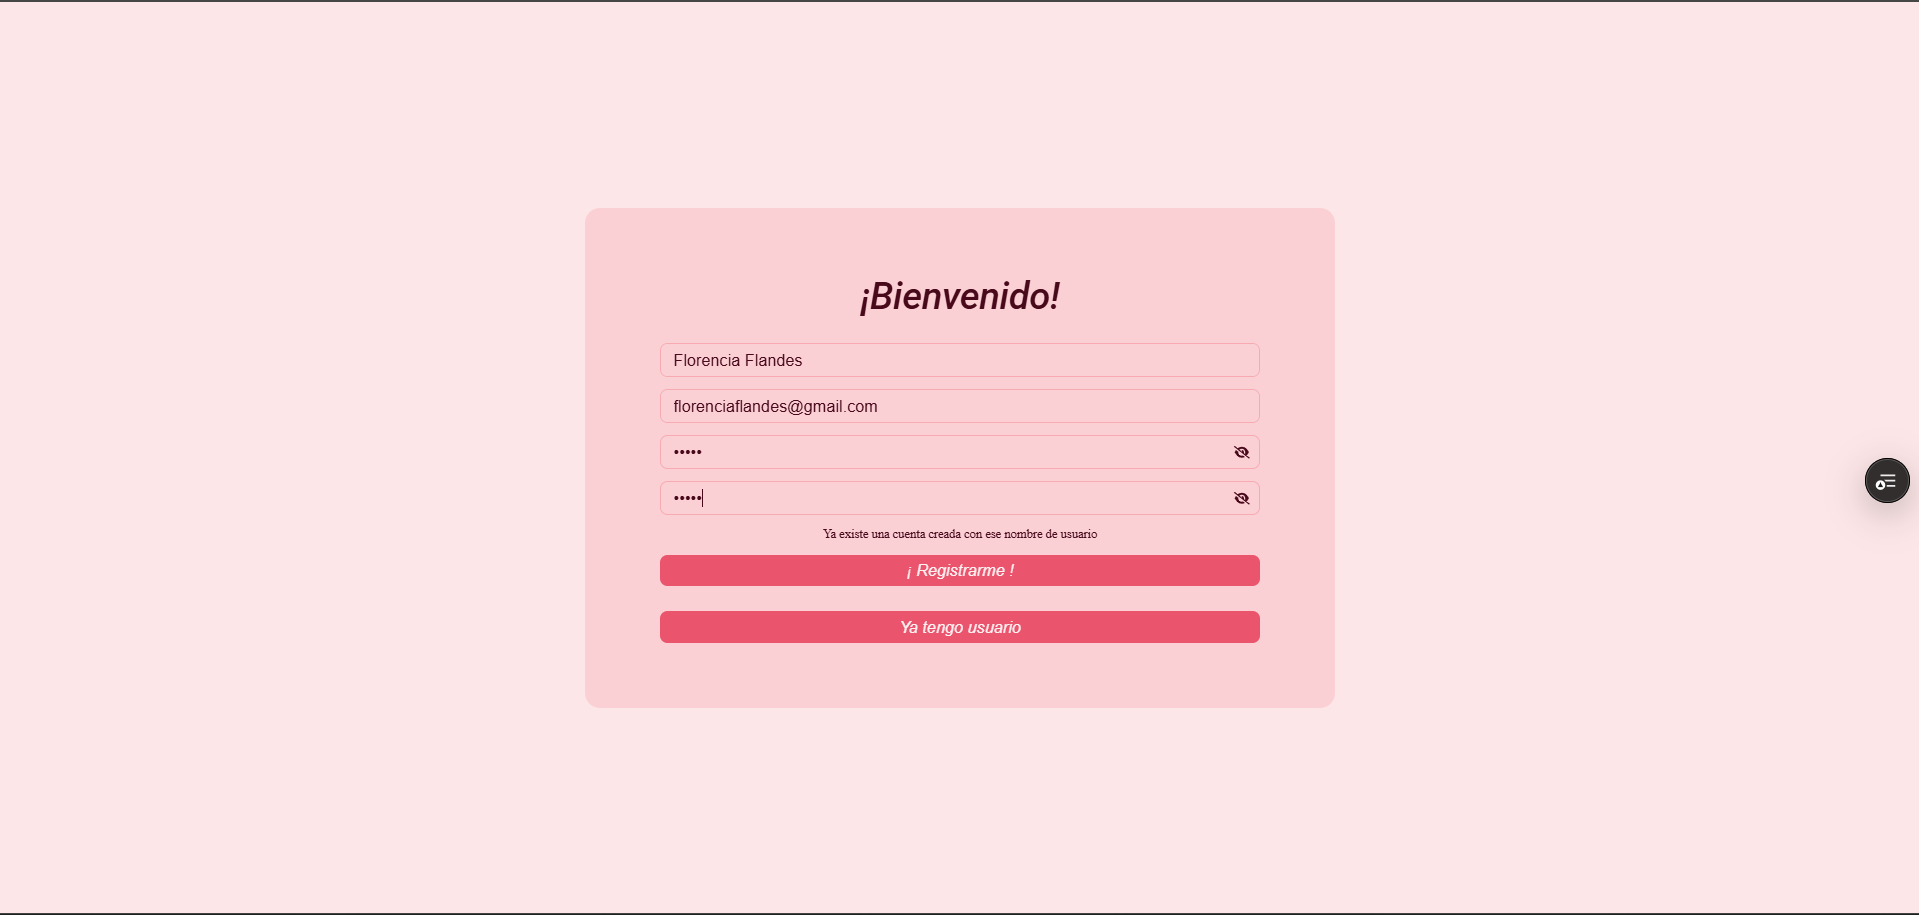 ¡Bienvenido!
Florencia Flandes
florenciaflandes@gmail.com
•••••
•••••
Ya existe una cuenta creada con ese nombre de usuario
¡ Registrarme !
Ya tengo usuario